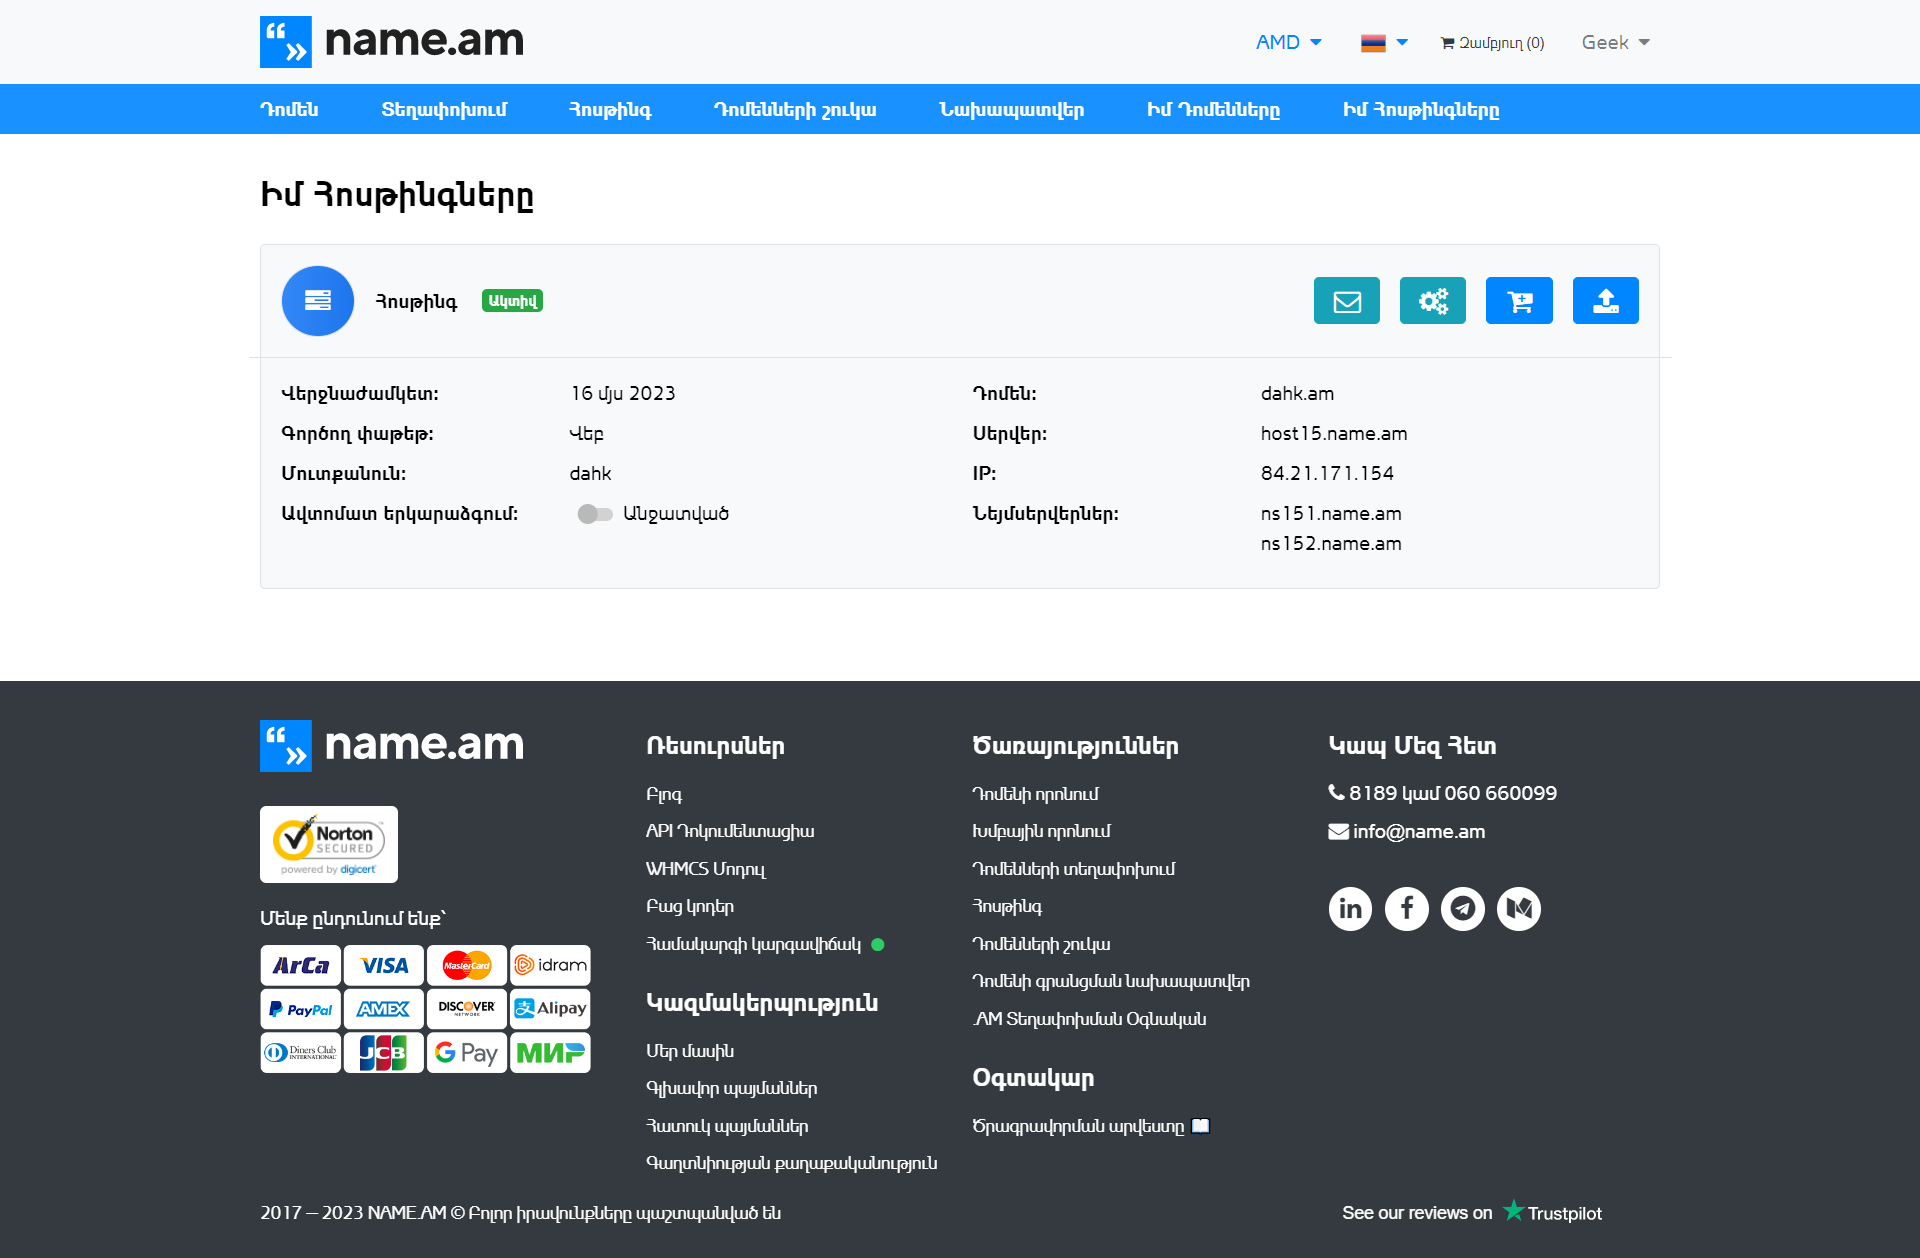 name.am
AMD
Զամբյուղ (0)
Geek
Դոմեն
Տեղափոխում
Հոսթինգ
Դոմենների շուկա
Նախապատվեր
Իմ Դոմենները
Իմ Հոսթինգները
Իմ Հոսթինգները
Հոսթինգ
Ակտիվ
Վերջնաժամկետ:
16 մյս 2023
Դոմեն:
dahk.am
Գործող փաթեթ:
Վեբ
Սերվեր:
host15.name.am
Մուտքանուն:
dahk
IP:
84.21.171.154
Ավտոմատ երկարաձգում:
Անջատված
Նեյմսերվերներ:
ns151.name.am
ns152.name.am
name.am
Norton
SECURED
powered by digicert
Մենք ընդունում ենք՝
ArCa
VISA
MasterCard
idram
PayPal
AMEX
DISCOVER
NETWORK
Alipay
Diners Club
INTERNATIONAL
JCB
G Pay
МИР
Ռեսուրսներ
Բլոգ
API Դոկումենտացիա
WHMCS Մոդուլ
Բաց կոդեր
Համակարգի կարգավիճակ
Կազմակերպություն
Մեր մասին
Գլխավոր պայմաններ
Հատուկ պայմաններ
Գաղտնիության քաղաքականություն
Ծառայություններ
Դոմենի որոնում
Խմբային որոնում
Դոմենների տեղափոխում
Հոսթինգ
Դոմենների շուկա
Դոմենի գրանցման նախապատվեր
.AM Տեղափոխման Օգնական
Օգտակար
Ծրագրավորման արվեստը
Կապ Մեզ Հետ
8189 կամ 060 660099
info@name.am
2017 — 2023 NAME.AM © Բոլոր իրավունքները պաշտպանված են
See our reviews on Trustpilot